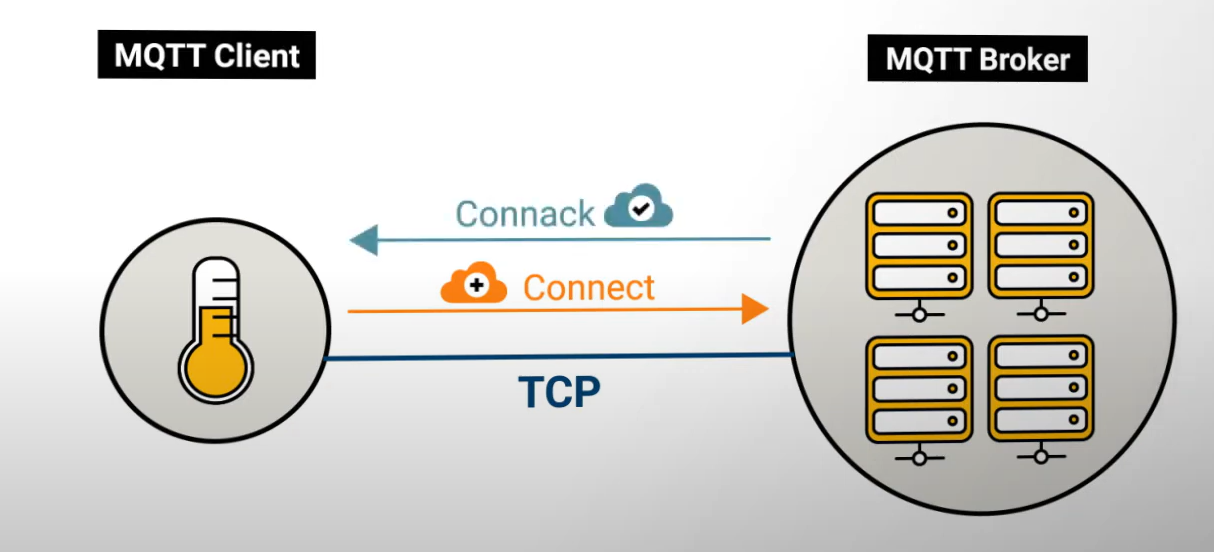 MQTT Client
MQTT Broker
Connack
Connect
TCP